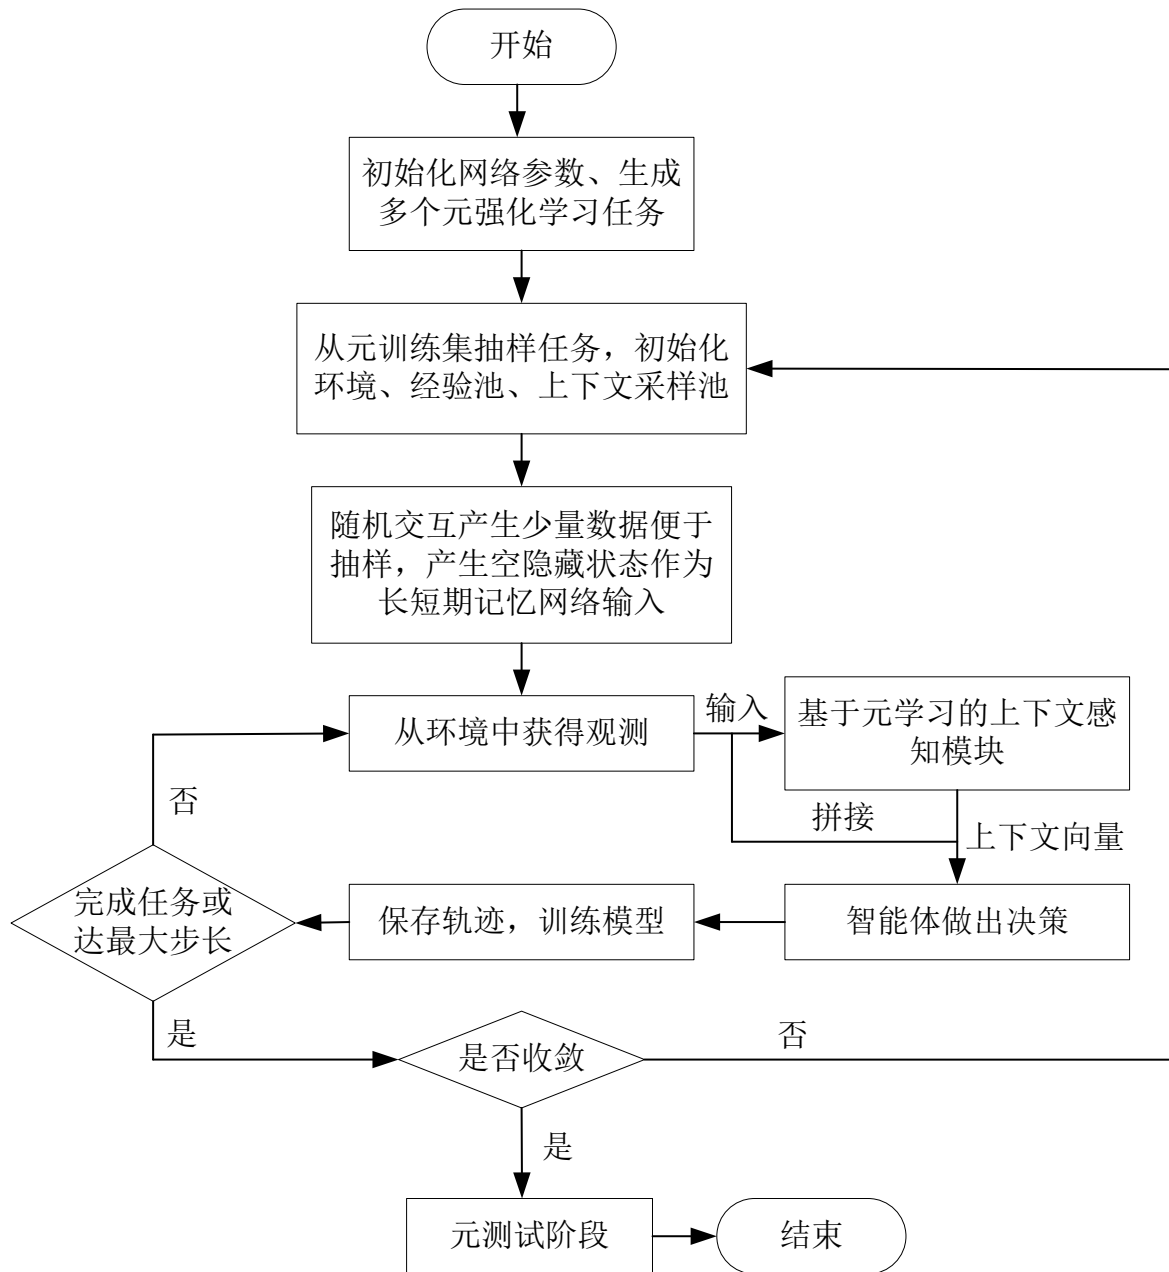 开始
初始化网络参数、生成
多个元强化学习任务
从元训练集抽样任务，初始化
环境、经验池、上下文采样池
随机交互产生少量数据便于
抽样，产生空隐藏状态作为
长短期记忆网络输入
从环境中获得观测
输入
基于元学习的上下文感
知模块
否
拼接
上下文向量
完成任务或
达最大步长
保存轨迹，训练模型
智能体做出决策
是
是否收敛
否
是
元测试阶段
结束